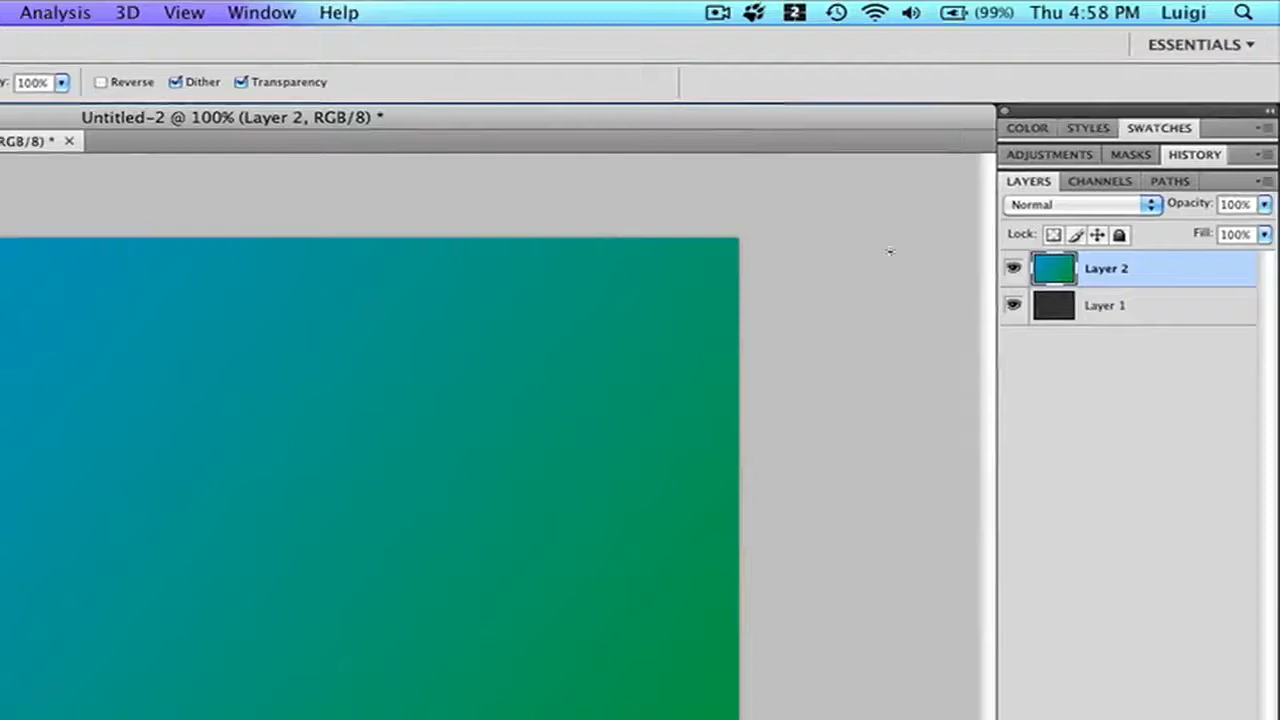 Analysis 3D View Window Help 2 (99%) Thu 4:58 PM Luigi
ESSENTIALS
y: 100% Reverse Dither Transparency
Untitled-2 @ 100% (Layer 2, RGB/8) *
RGB/8) * ×
COLOR STYLES SWATCHES
ADJUSTMENTS MASKS HISTORY
LAYERS CHANNELS PATHS
Normal Opacity: 100%
Lock: Fill: 100%
Layer 2
Layer 1